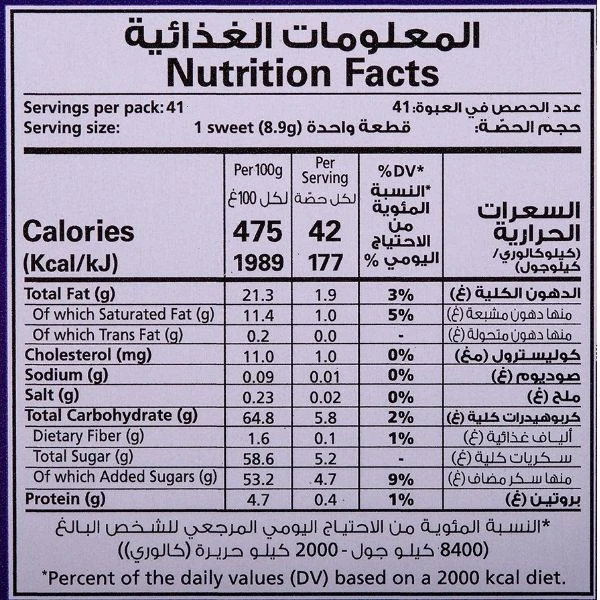 المعلومات الغذائية
Nutrition Facts
Servings per pack: 41 عدد الحصص في العبوة: 41
Serving size: 1 sweet (8.9g) قطعة واحدة حجم الحصّة:
Per 100g Per Serving %DV*
لكل 100غ لكل حصّة *النسبة المئوية من الاحتياج اليومي %
Calories 475 42 السعرات الحرارية
(Kcal/kJ) 1989 177 (كيلوكالوري/كيلوجول)
Total Fat (g) 21.3 1.9 3% الدهون الكلية (غ)
Of which Saturated Fat (g) 11.4 1.0 5% منها دهون مشبعة (غ)
Of which Trans Fat (g) 0.2 0.0 - منها دهون متحولة (غ)
Cholesterol (mg) 11.0 1.0 0% كوليسترول (مغ)
Sodium (g) 0.09 0.01 0% صوديوم (غ)
Salt (g) 0.23 0.02 0% ملح (غ)
Total Carbohydrate (g) 64.8 5.8 2% كربوهيدرات كلية (غ)
Dietary Fiber (g) 1.6 0.1 1% أليـاف غذائية (غ)
Total Sugar (g) 58.6 5.2 - سـكريات كلية (غ)
Of which Added Sugars (g) 53.2 4.7 9% منها سكر مضاف (غ)
Protein (g) 4.7 0.4 1% بروتين (غ)
*النسبة المئوية من الاحتياج اليومي المرجعي للشخص البالغ
(8400 كيلو جول - 2000 كيلو حريرة (كالوري))
*Percent of the daily values (DV) based on a 2000 kcal diet.